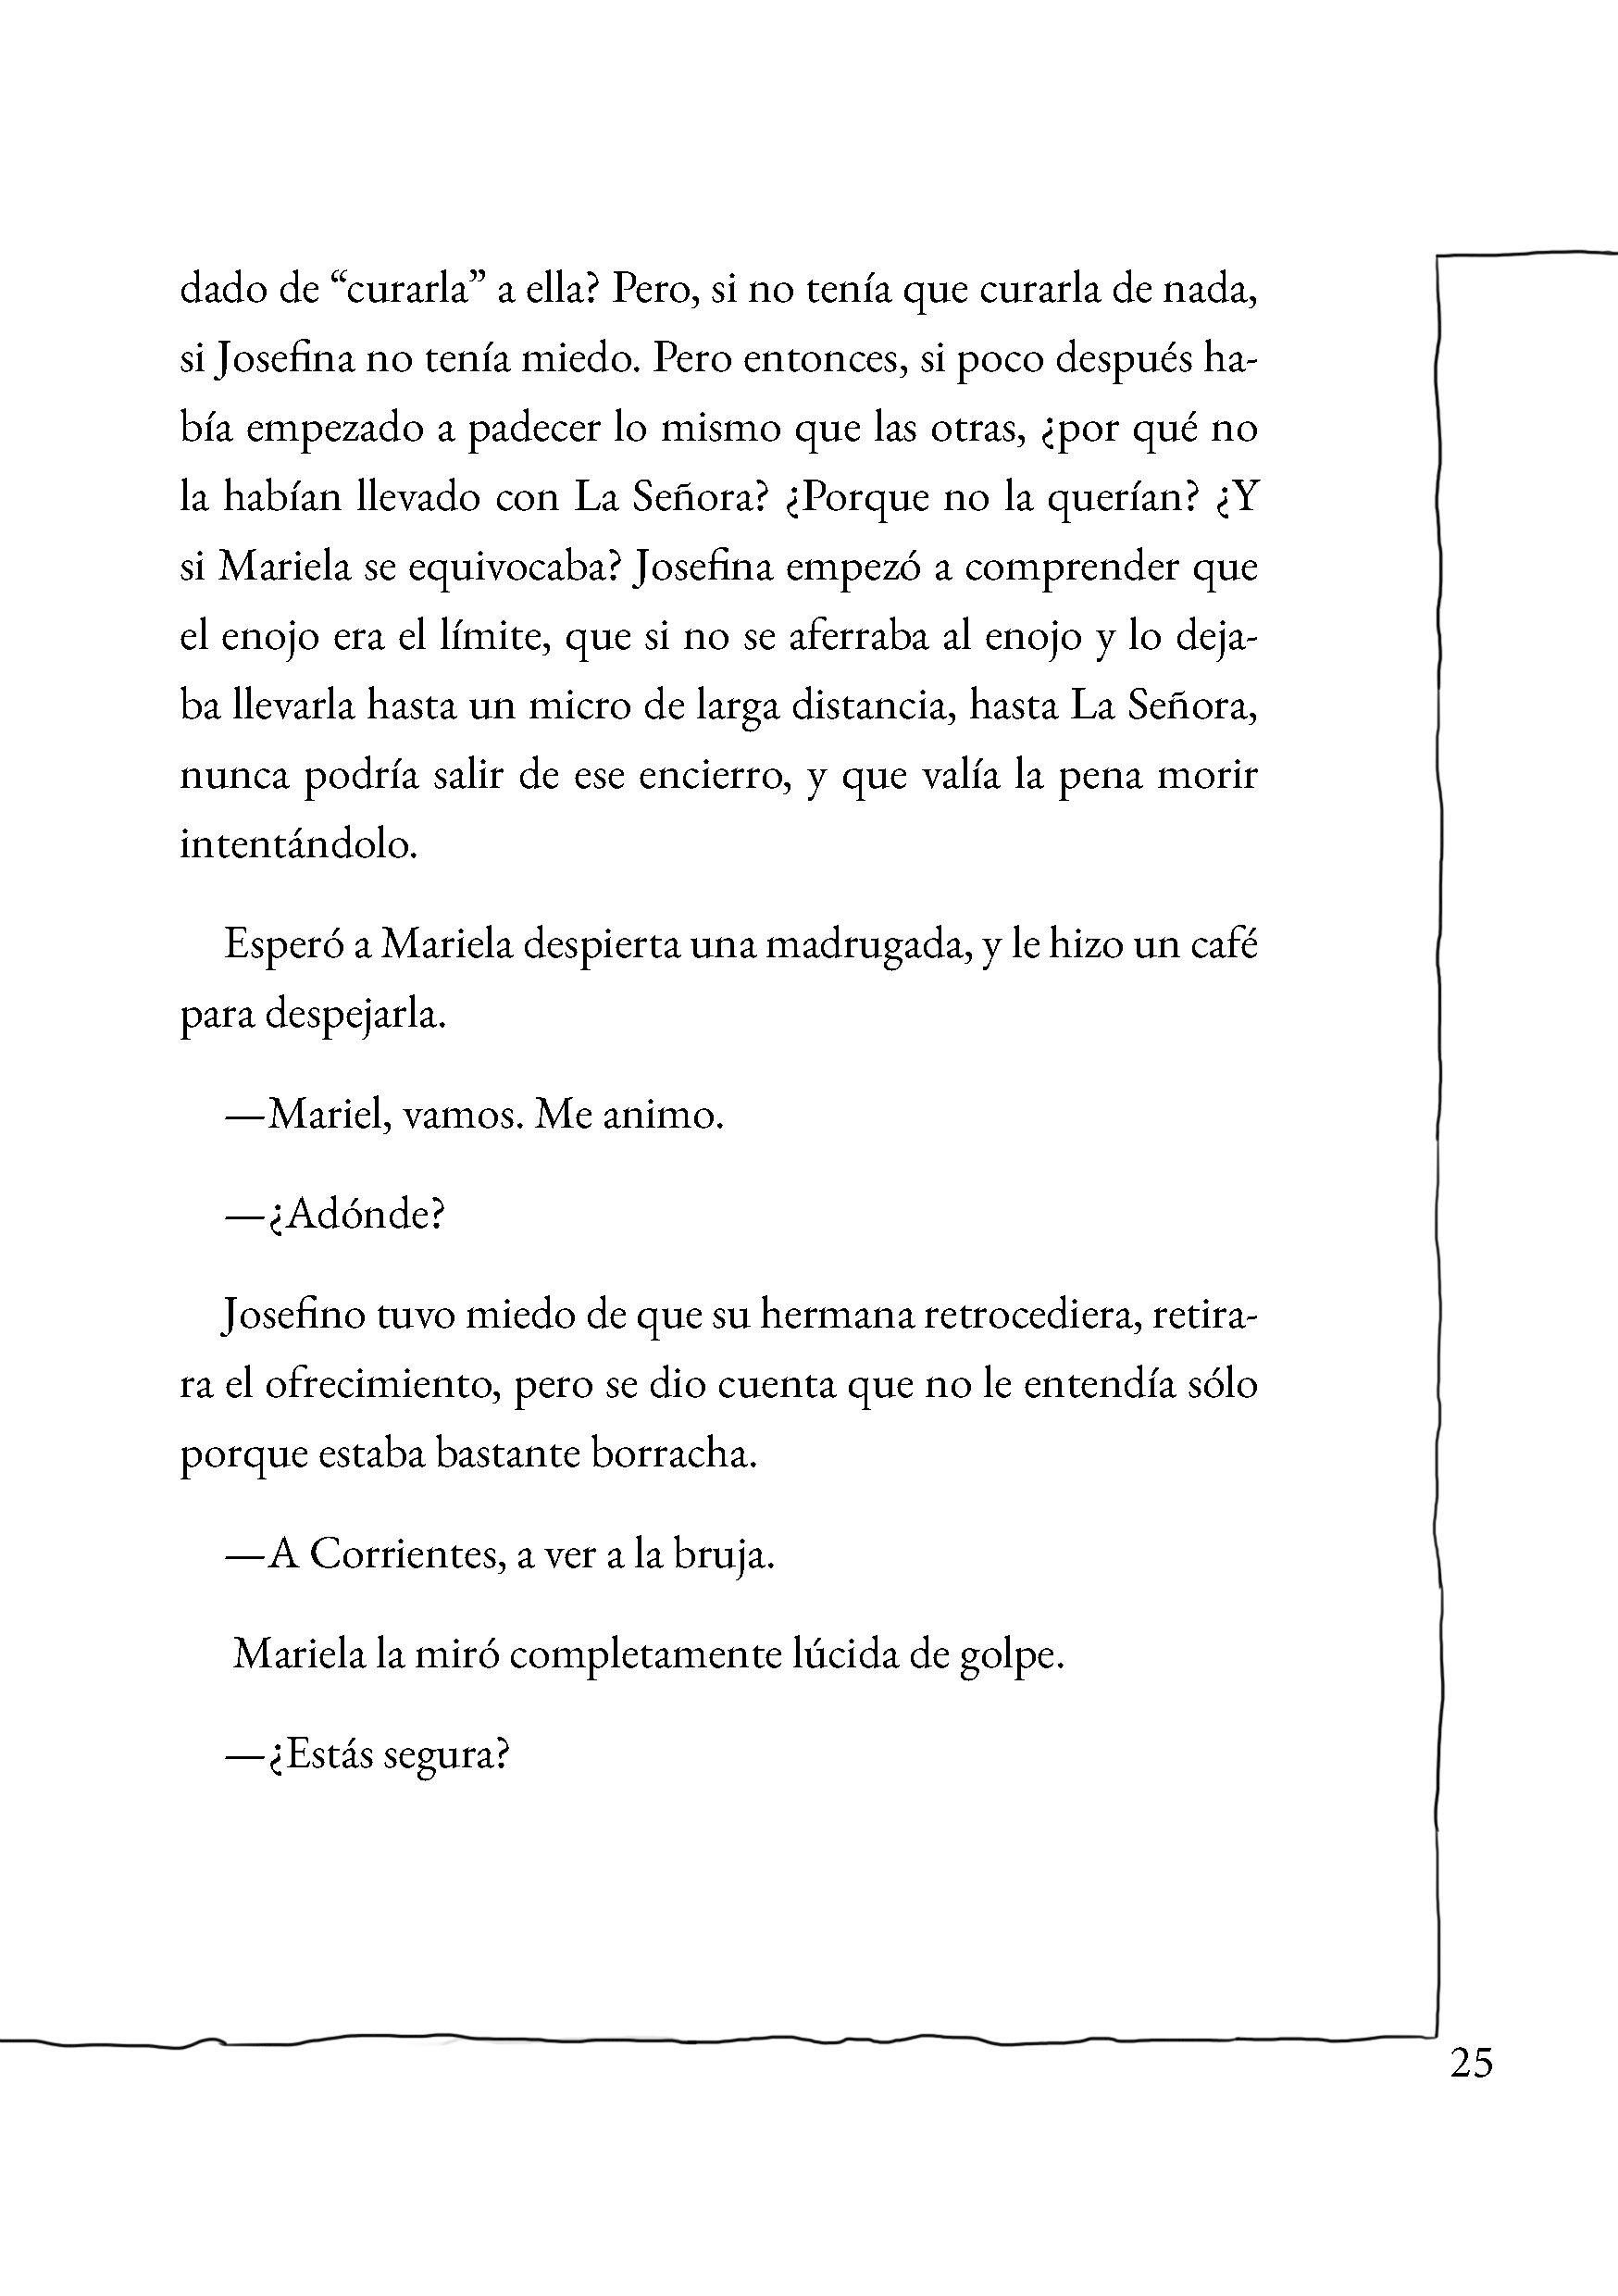 dado de “curarla” a ella? Pero, si no tenía que curarla de nada,
si Josefina no tenía miedo. Pero entonces, si poco después ha-
bía empezado a padecer lo mismo que las otras, ¿por qué no
la habían llevado con La Señora? ¿Porque no la querían? ¿Y
si Mariela se equivocaba? Josefina empezó a comprender que
el enojo era el límite, que si no se aferraba al enojo y lo deja-
ba llevarla hasta un micro de larga distancia, hasta La Señora,
nunca podría salir de ese encierro, y que valía la pena morir
intentándolo.
Esperó a Mariela despierta una madrugada, y le hizo un café
para despejarla.
—Mariel, vamos. Me animo.
—¿Adónde?
Josefino tuvo miedo de que su hermana retrocediera, retira-
ra el ofrecimiento, pero se dio cuenta que no le entendía sólo
porque estaba bastante borracha.
—A Corrientes, a ver a la bruja.
Mariela la miró completamente lúcida de golpe.
—¿Estás segura?
25